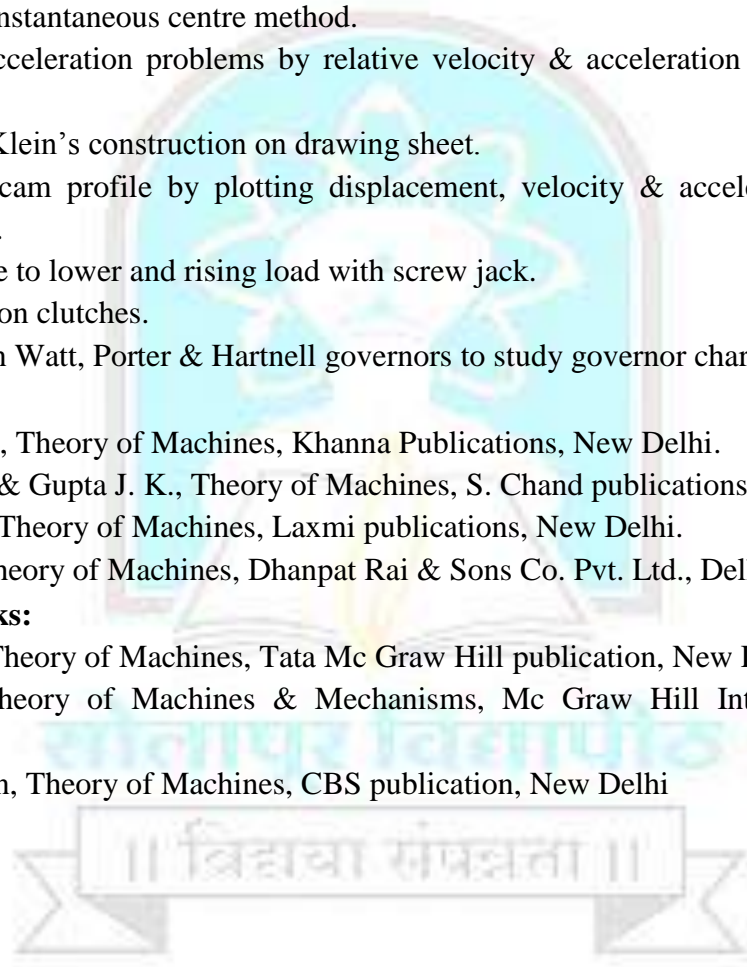 nstantaneous centre method.
cceleration problems by relative velocity & acceleration
Klein's construction on drawing sheet.
cam profile by plotting displacement, velocity & accele
.
e to lower and rising load with screw jack.
on clutches.
n Watt, Porter & Hartnell governors to study governor char
, Theory of Machines, Khanna Publications, New Delhi.
& Gupta J. K., Theory of Machines, S. Chand publications
Theory of Machines, Laxmi publications, New Delhi.
heory of Machines, Dhanpat Rai & Sons Co. Pvt. Ltd., Del
ks:
Theory of Machines, Tata Mc Graw Hill publication, New D
heory of Machines & Mechanisms, Mc Graw Hill Int
सोलापूर विद्यापीठ
n, Theory of Machines, CBS publication, New Delhi
|| विद्यया संपन्नता ||